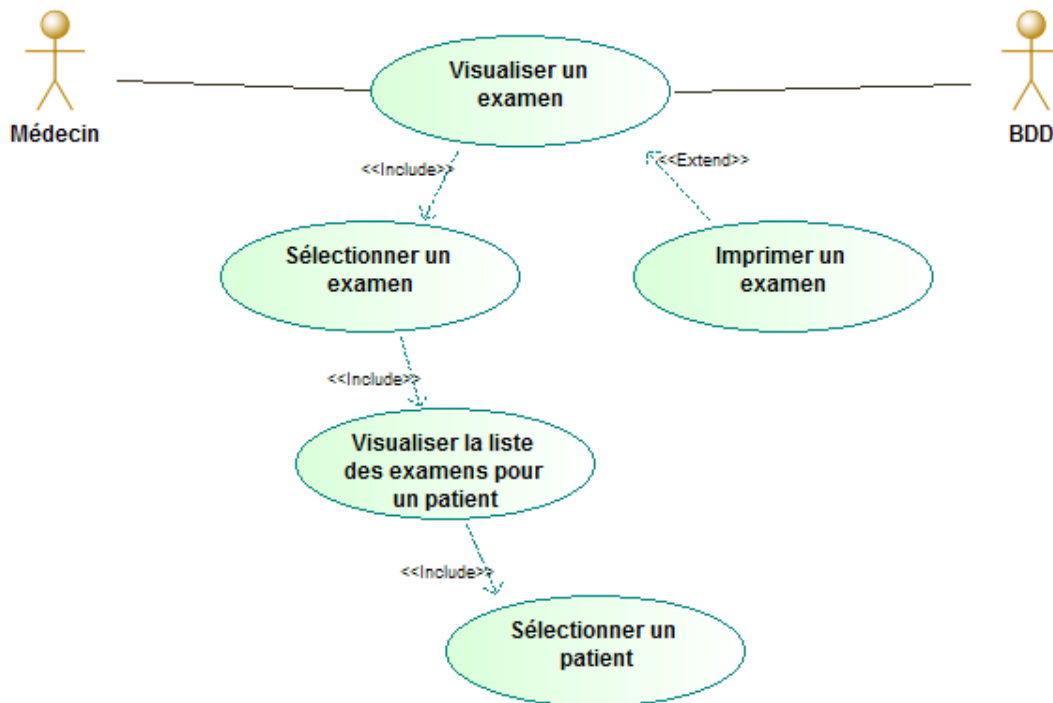 Visualiser un
examen
Médecin
BDD
<<Include>>
<<Extend>>
Sélectionner un
examen
Imprimer un
examen
<<Include>>
Visualiser la liste
des examens pour
un patient
<<Include>>
Sélectionner un
patient